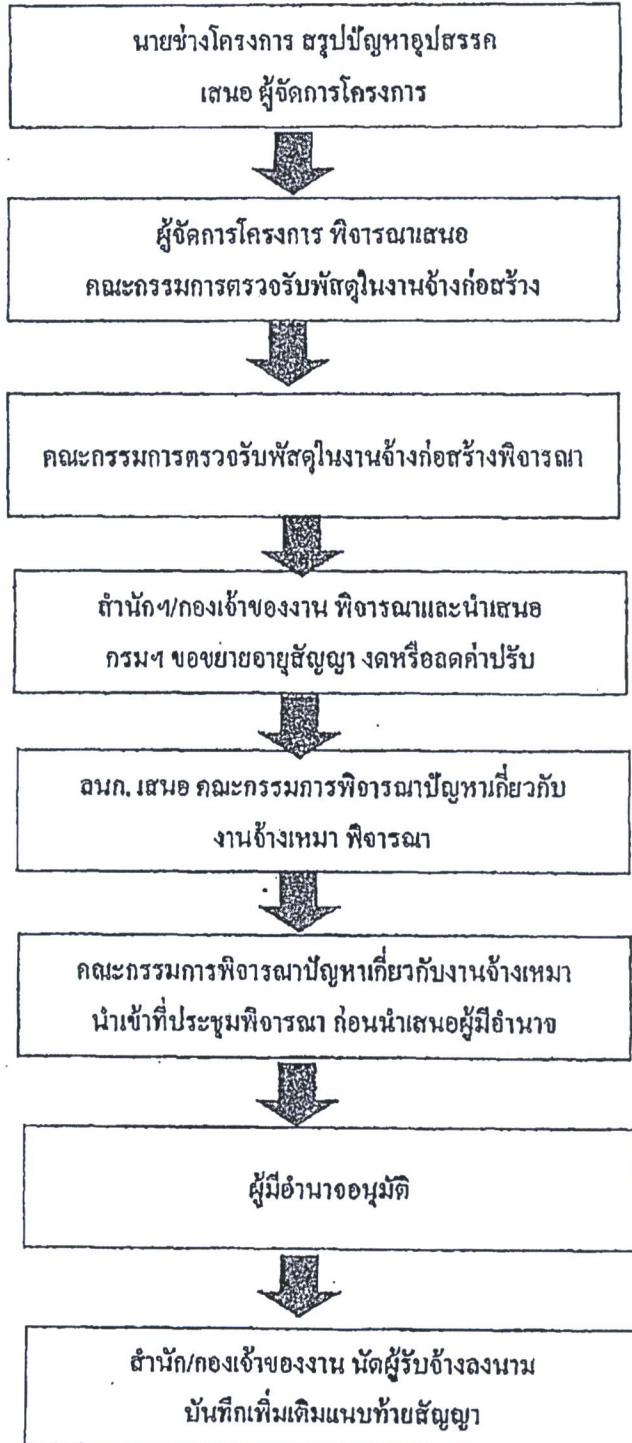 นายช่างโครงการ สรุปปัญหาอุปสรรค
เสนอ ผู้จัดการโครงการ
ผู้จัดการโครงการ พิจารณาเสนอ
คณะกรรมการตรวจรับพัสดุในงานจ้างก่อสร้าง
คณะกรรมการตรวจรับพัสดุในงานจ้างก่อสร้างพิจารณา
สำนักฯ/กองเจ้าของงาน พิจารณาและนำเสนอ
กรมฯ ขอขยายอายุสัญญา งดหรือลดค่าปรับ
ลนก. เสนอ คณะกรรมการพิจารณาปัญหาเกี่ยวกับ
งานจ้างเหมา พิจารณา
คณะกรรมการพิจารณาปัญหาเกี่ยวกับงานจ้างเหมา
นำเข้าที่ประชุมพิจารณา ก่อนนำเสนอผู้มีอำนาจ
ผู้มีอำนาจอนุมัติ
สำนัก/กองเจ้าของงาน นัดผู้รับจ้างลงนาม
บันทึกเพิ่มเติมแนบท้ายสัญญา